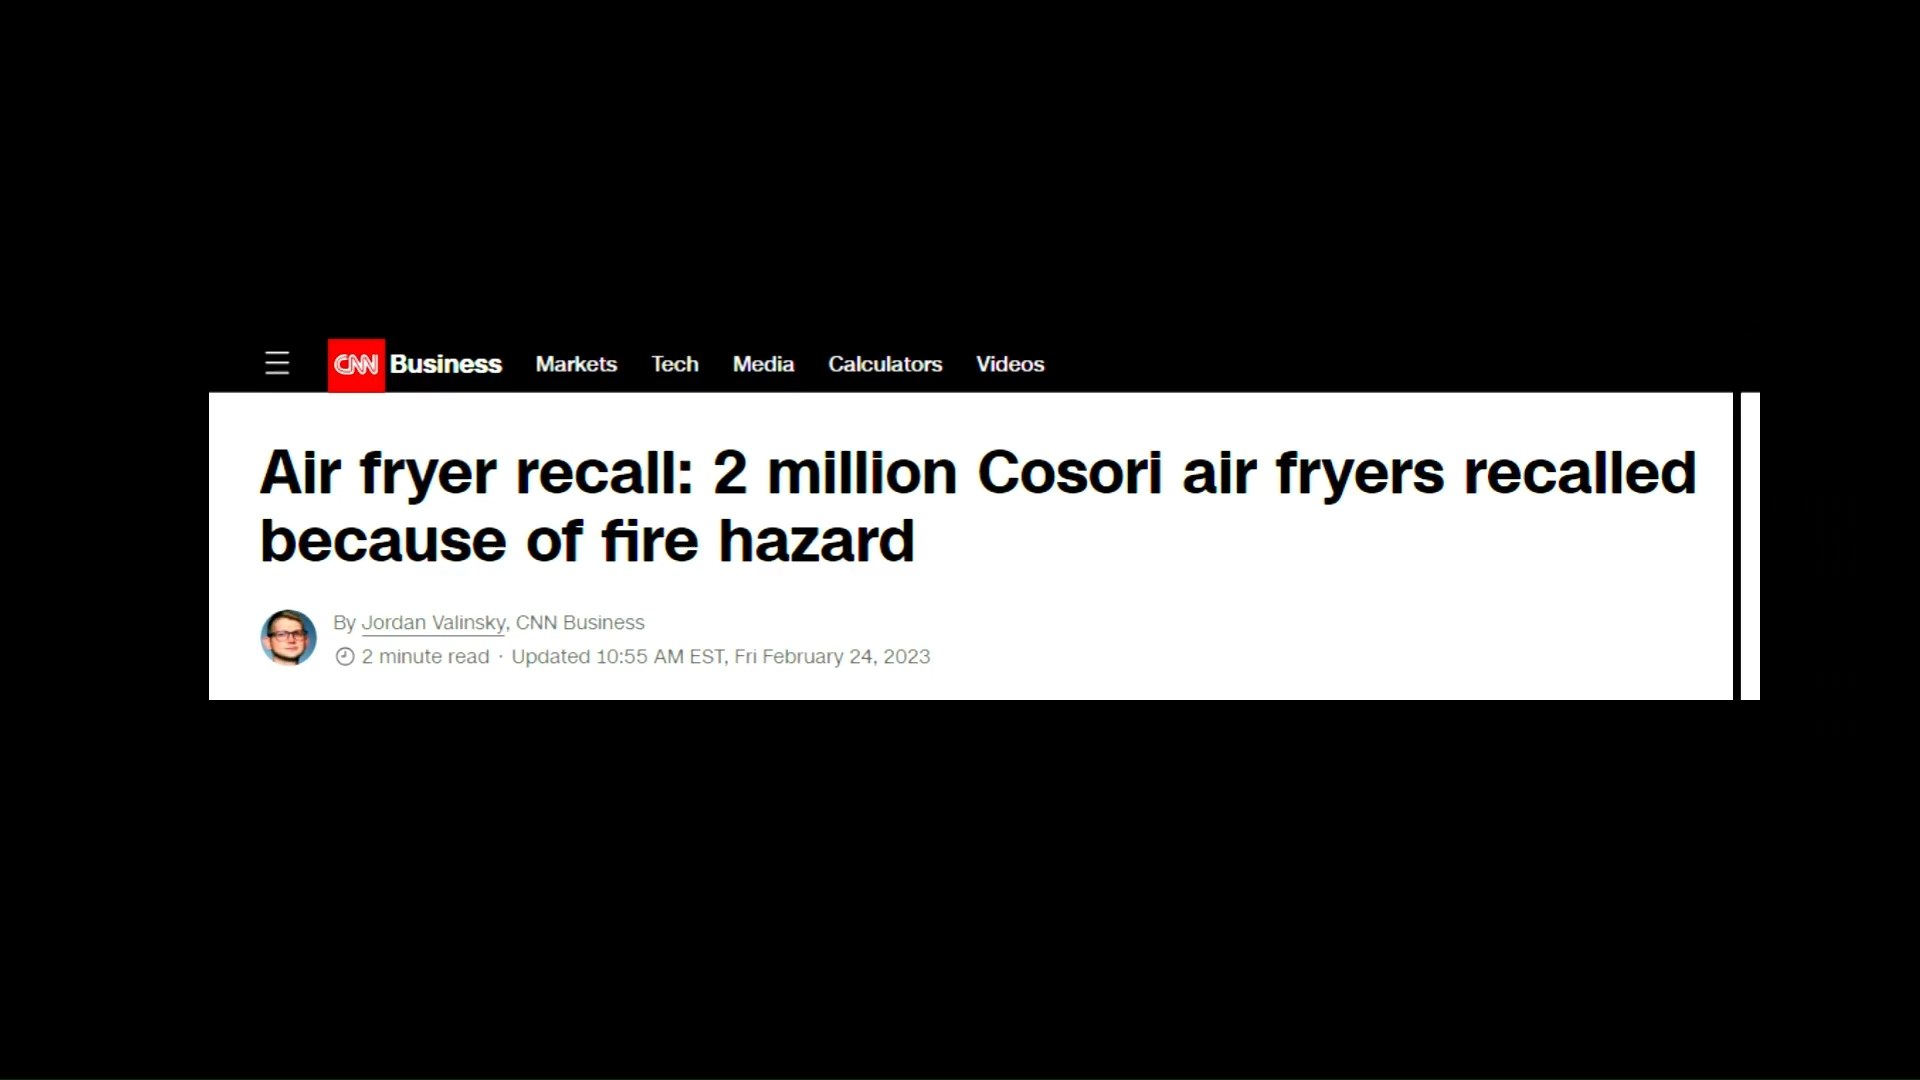 CNN Business Markets Tech Media Calculators Videos
Air fryer recall: 2 million Cosori air fryers recalled
because of fire hazard
By Jordan Valinsky, CNN Business
2 minute read · Updated 10:55 AM EST, Fri February 24, 2023